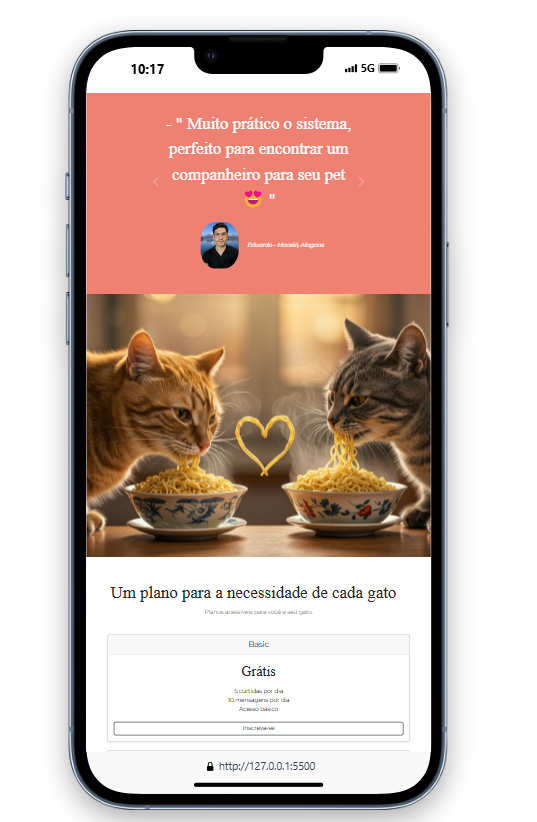 10:17
5G
- " Muito prático o sistema,
perfeito para encontrar um
companheiro para seu pet
😍 "
Eduardo - Maceió, Alagoas
Um plano para a necessidade de cada gato
Planos acessíveis para você e seu gato.
Basic
Grátis
5 curtidas por dia
10 mensagens por dia
Acesso básico
Inscreva-se
http://127.0.0.1:5500